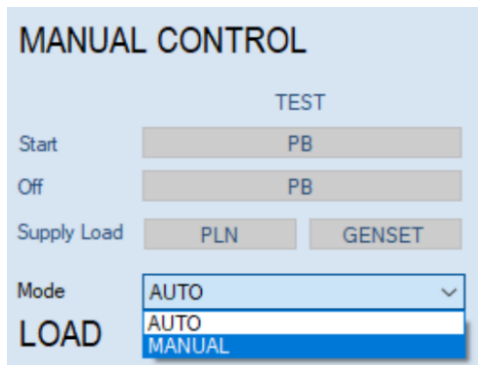 MANUAL CONTROL
TEST
Start PB
Off PB
Supply Load PLN GENSET
Mode AUTO
AUTO
LOAD MANUAL